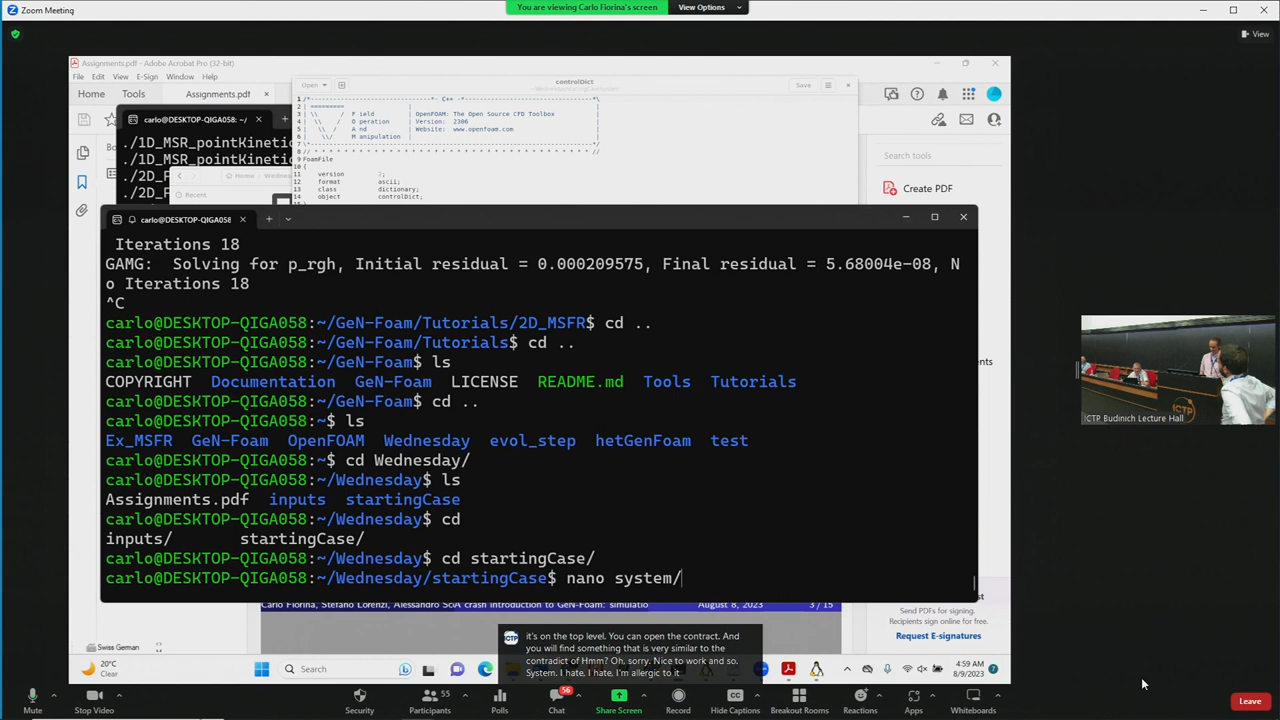 Zoom Meeting
You are viewing Carlo Fiorina's screen
View Options
View
Assignments.pdf - Adobe Acrobat Pro (32-bit)
File Edit View E-Sign Window Help
Home Tools Assignments.pdf
Open
controlDict
Save
carlo@DESKTOP-QIGA058: ~/
./1D_MSR_pointKinetic
./1D_MSR_pointKinetic
F ield | OpenFOAM: The Open Source CFD Toolbox
O peration | Version: 2306
A nd | Website: www.openfoam.com
M anipulation |
FoamFile
{
version
format ascii;
class dictionary;
object controlDict;
Home
Recent
Search tools
Create PDF
carlo@DESKTOP-QIGA058
Iterations 18
GAMG: Solving for p_rgh, Initial residual = 0.000209575, Final residual = 5.68004e-08, N
o Iterations 18
^C
carlo@DESKTOP-QIGA058:~/GeN-Foam/Tutorials/2D_MSFR$ cd ..
carlo@DESKTOP-QIGA058:~/GeN-Foam/Tutorials$ cd ..
carlo@DESKTOP-QIGA058:~/GeN-Foam$ ls
COPYRIGHT Documentation GeN-Foam LICENSE README.md Tools Tutorials
carlo@DESKTOP-QIGA058:~/GeN-Foam$ cd ..
carlo@DESKTOP-QIGA058:~$ ls
Ex_MSFR GeN-Foam OpenFOAM Wednesday evol_step hetGenFoam test
carlo@DESKTOP-QIGA058:~$ cd Wednesday/
carlo@DESKTOP-QIGA058:~/Wednesday$ ls
Assignments.pdf inputs startingCase
carlo@DESKTOP-QIGA058:~/Wednesday$ cd
inputs/ startingCase/
carlo@DESKTOP-QIGA058:~/Wednesday$ cd startingCase/
carlo@DESKTOP-QIGA058:~/Wednesday/startingCase$ nano system/
Carlo Fiorina, Stefano Lorenzi, Alessandro Sc
A crash introduction to GeN-Foam: simulatio
August 8, 2023
3 / 15
Send PDFs for signing.
Recipients sign online for free.
Request E-signatures
Swiss German
ICTP Budinich Lecture Hall
it's on the top level. You can open the contract. And
you will find something that is very similar to the
contradict of Hmm? Oh, sorry. Nice to work and so.
System. I hate, I hate, I'm allergic to it
20°C
Clear
Search
4:59 AM
8/9/2023
Mute Stop Video Security Participants 55 Polls Chat 56 Share Screen Record Hide Captions Breakout Rooms Reactions Apps Whiteboards Leave